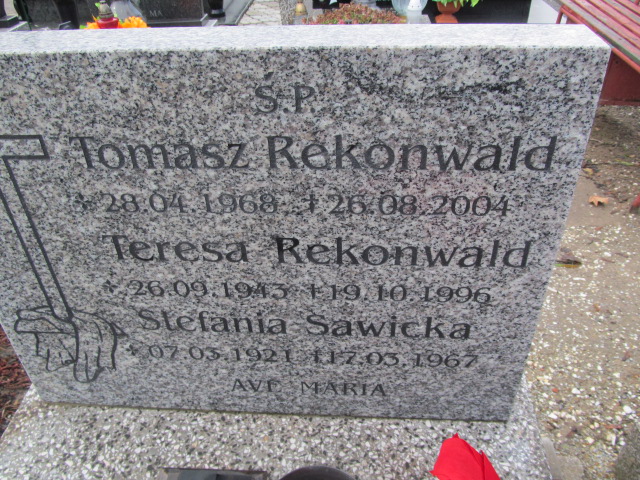 Ś.P.
Tomasz Rekonwald
* 28.04.1968 † 26.08.2004
Teresa Rekonwald
* 26.09.1943 † 19.10.1996
Stefania Sawicka
* 07.03.1921 † 17.03.1967
AVE MARIA